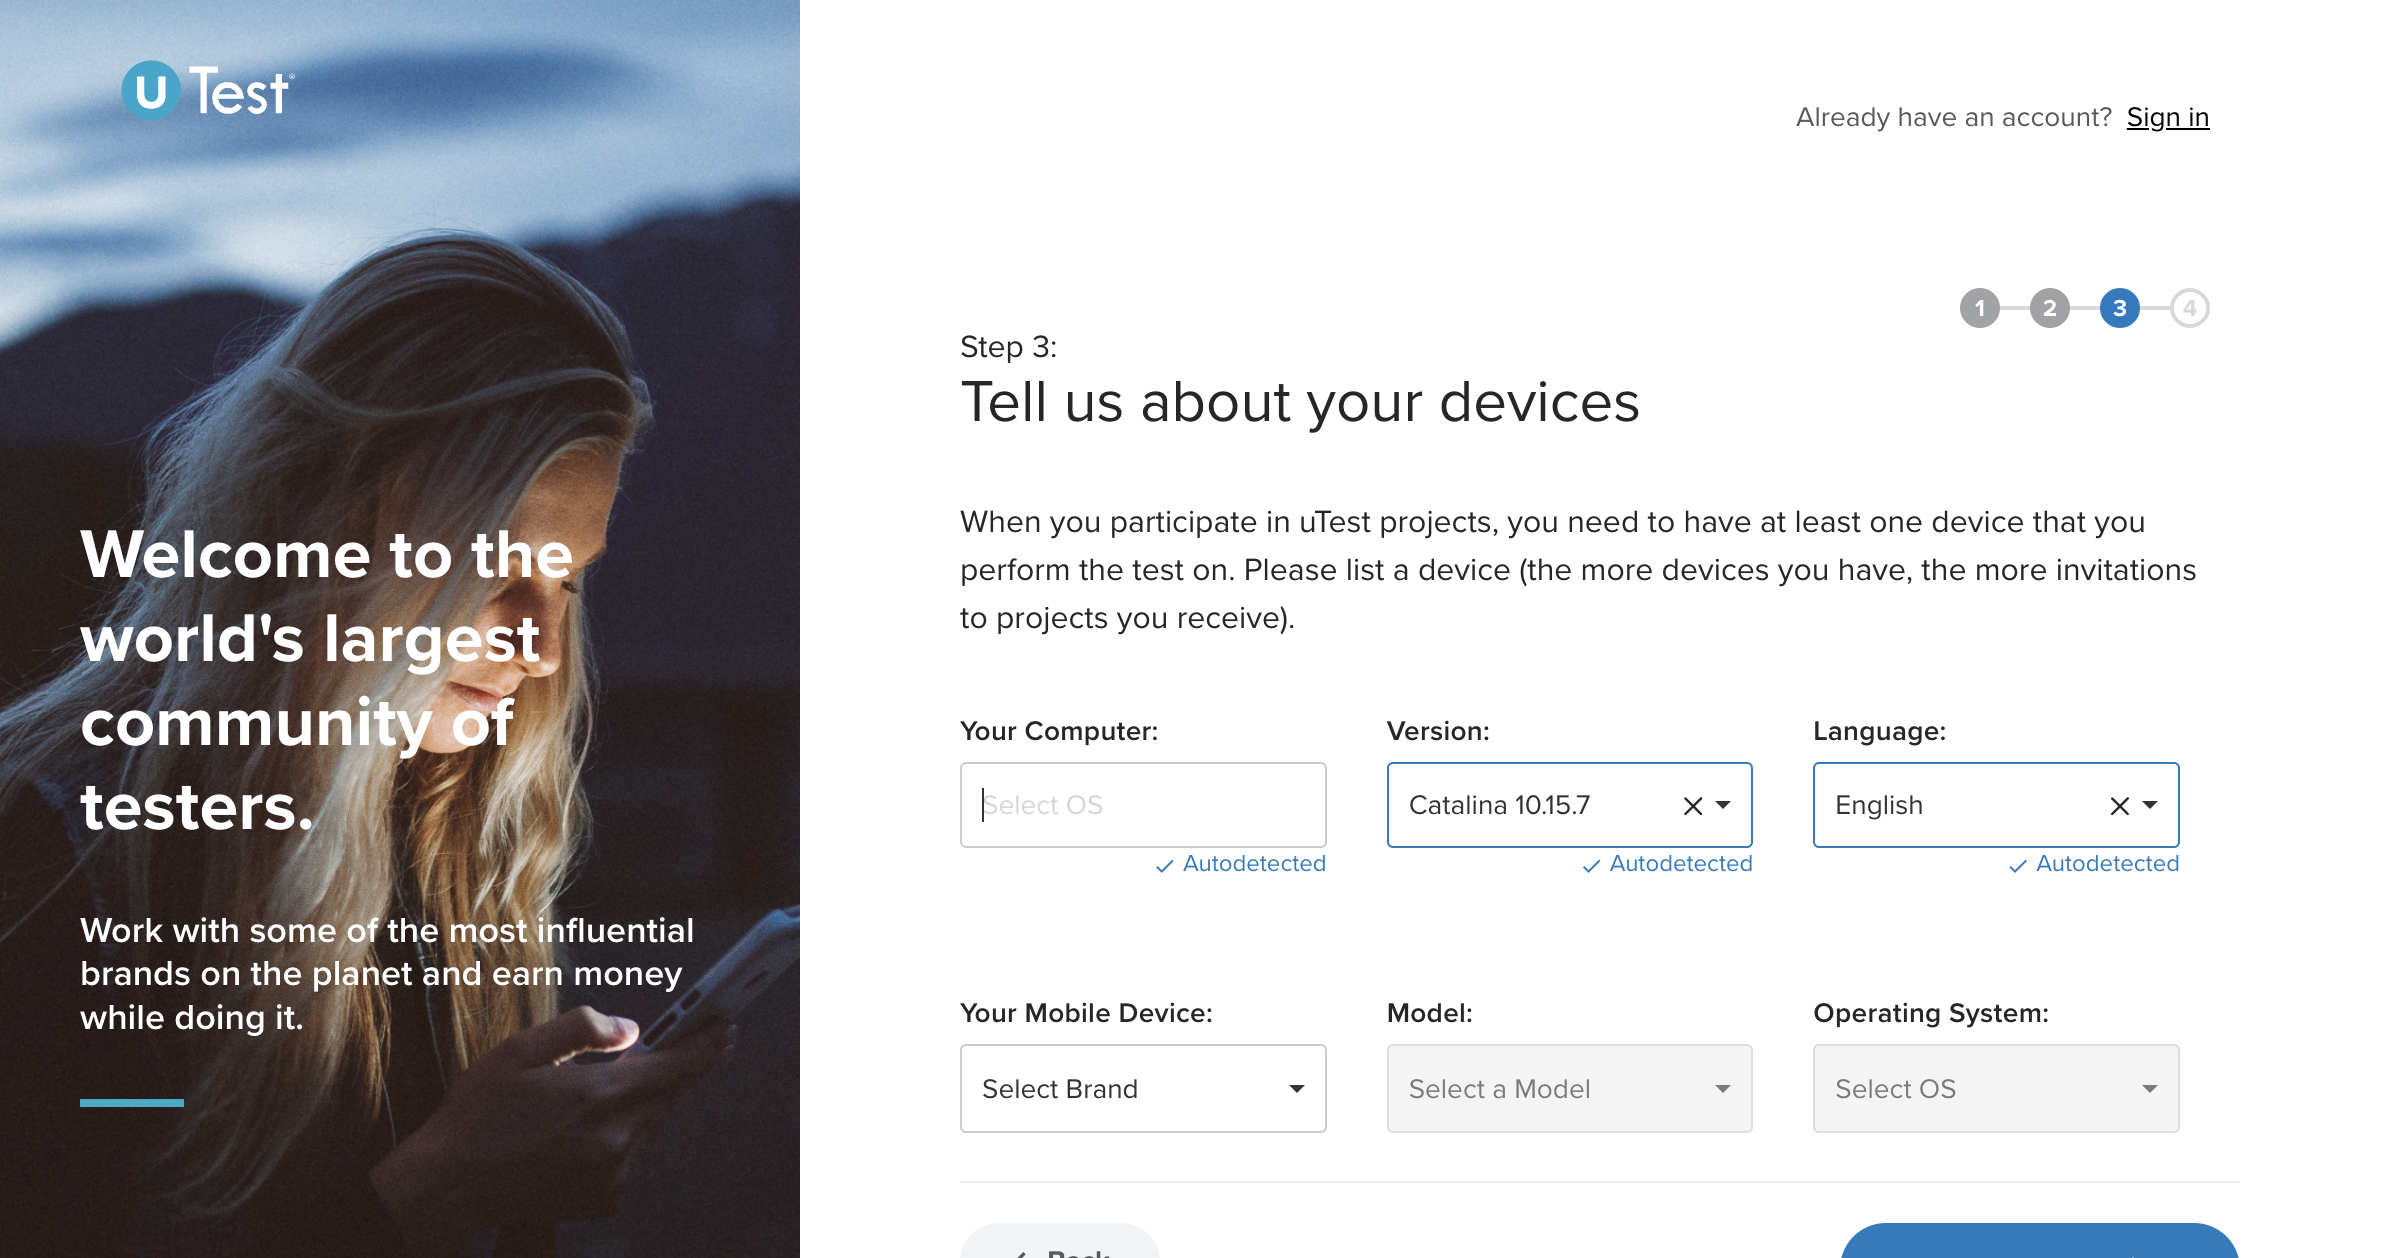 u Test®
Already have an account? Sign in
1 2 3 4
Step 3:
Tell us about your devices
When you participate in uTest projects, you need to have at least one device that you
perform the test on. Please list a device (the more devices you have, the more invitations
to projects you receive).
Welcome to the
world's largest
community of
testers.
Work with some of the most influential
brands on the planet and earn money
while doing it.
Your Computer: Version: Language:
Select OS Catalina 10.15.7 English
Autodetected Autodetected Autodetected
Your Mobile Device: Model: Operating System:
Select Brand Select a Model Select OS
Back